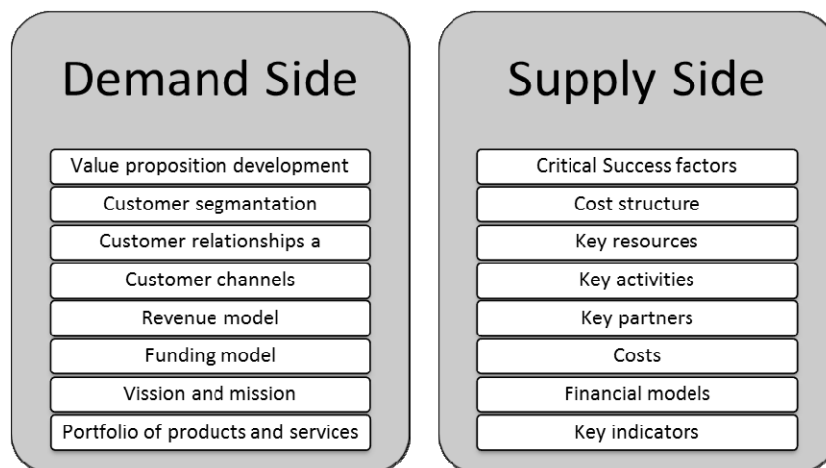 Demand Side
Value proposition development
Customer segmantation
Customer relationships a
Customer channels
Revenue model
Funding model
Vission and mission
Portfolio of products and services
Supply Side
Critical Success factors
Cost structure
Key resources
Key activities
Key partners
Costs
Financial models
Key indicators